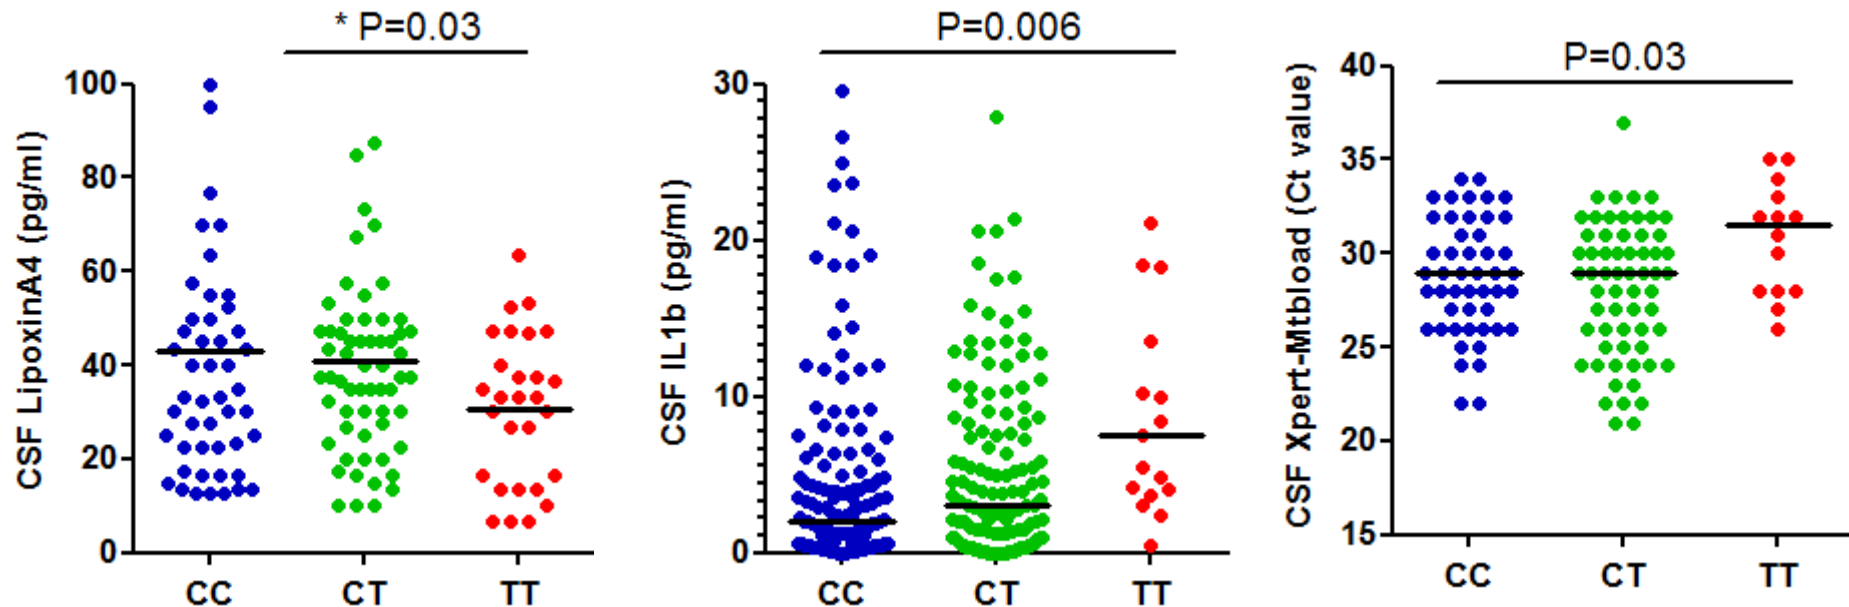 * P=0.03
CSF LipoxinA4 (pg/ml)
100
80
60
40
20
0
CC CT TT
P=0.006
CSF IL1b (pg/ml)
30
20
10
0
CC CT TT
P=0.03
CSF Xpert-Mtbload (Ct value)
40
35
30
25
20
15
CC CT TT